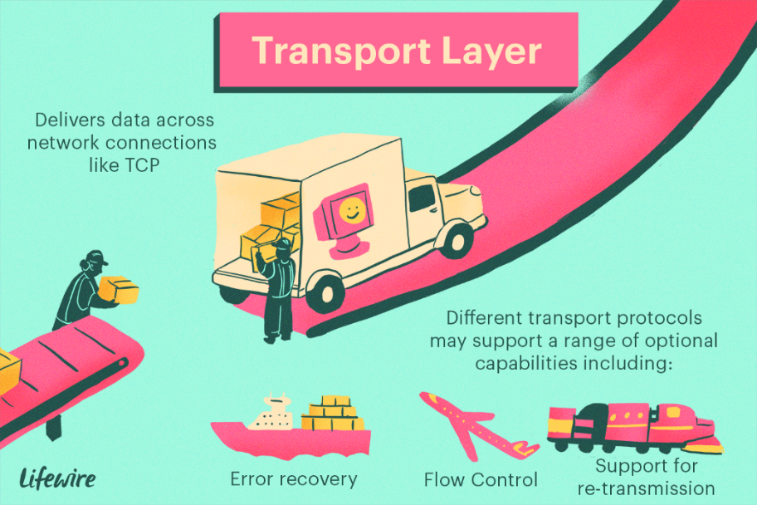 Transport Layer
Delivers data across
network connections
like TCP
Different transport protocols
may support a range of optional
capabilities including:
Error recovery
Flow Control
Support for
re-transmission
Lifewire